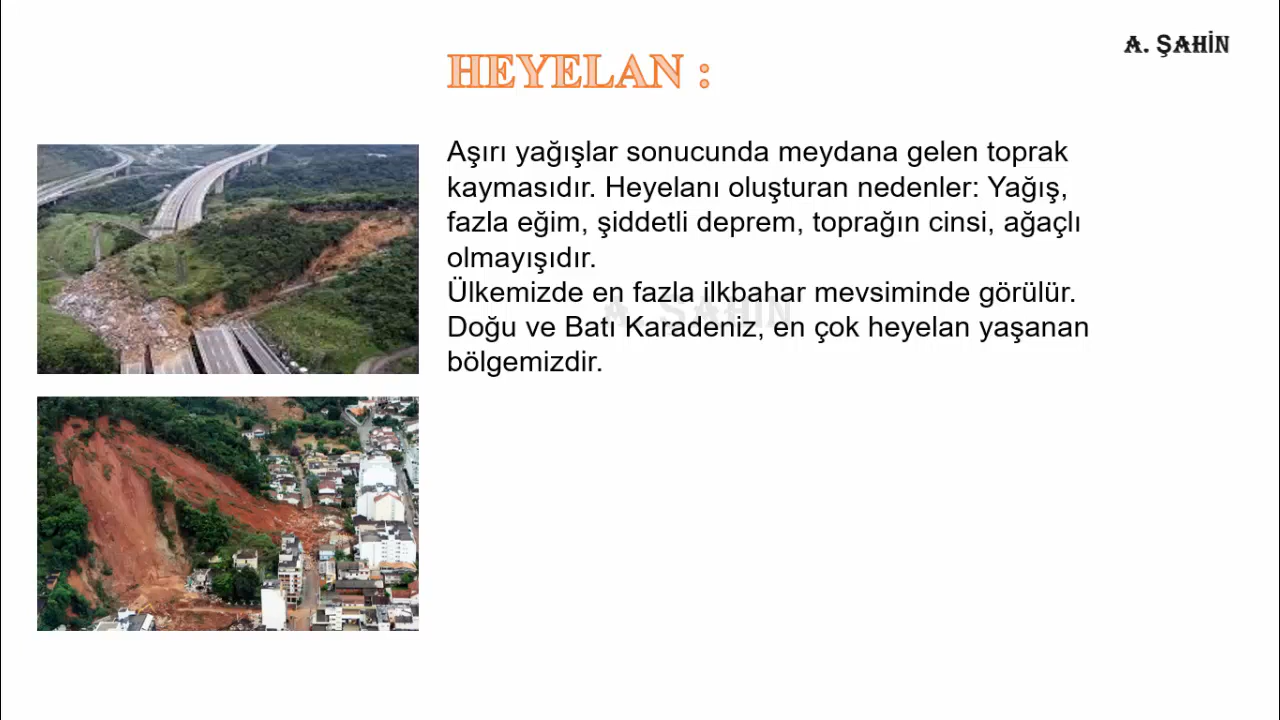 A. ŞAHİN
HEYELAN :
Aşırı yağışlar sonucunda meydana gelen toprak
kaymasıdır. Heyelanı oluşturan nedenler: Yağış,
fazla eğim, şiddetli deprem, toprağın cinsi, ağaçlı
olmayışıdır.
Ülkemizde en fazla ilkbahar mevsiminde görülür.
A. ŞAHİN
Doğu ve Batı Karadeniz, en çok heyelan yaşanan
bölgemizdir.